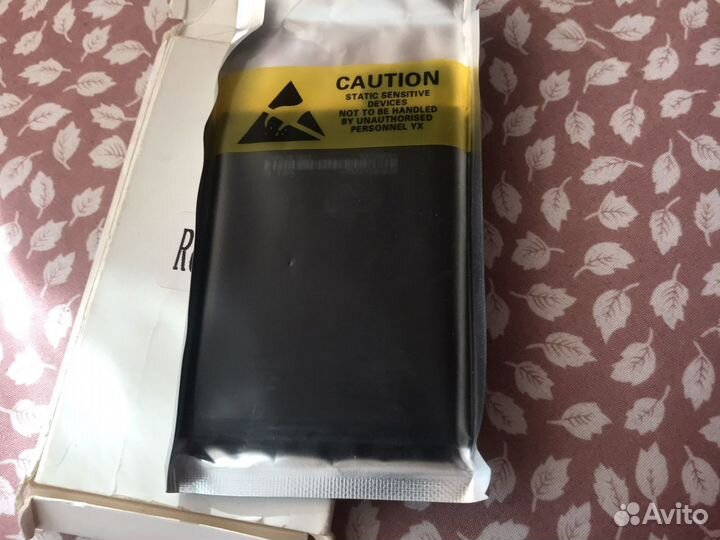 CAUTION
STATIC SENSITIVE
DEVICES
NOT TO BE HANDLED
BY UNAUTHORISED
PERSONNEL YX
Avito